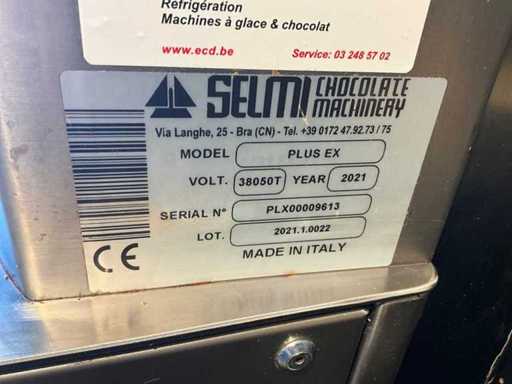 Réfrigération
Machines à glace & chocolat
www.ecd.be Service: 03 248 57 02
SELMI CHOCOLATE MACHINERY
Via Langhe, 25 - Bra (CN) - Tel. +39 0172 47.92.73 / 75
MODEL PLUS EX
VOLT. 38050T YEAR 2021
SERIAL N° PLX00009613
LOT. 2021.1.0022
CE MADE IN ITALY